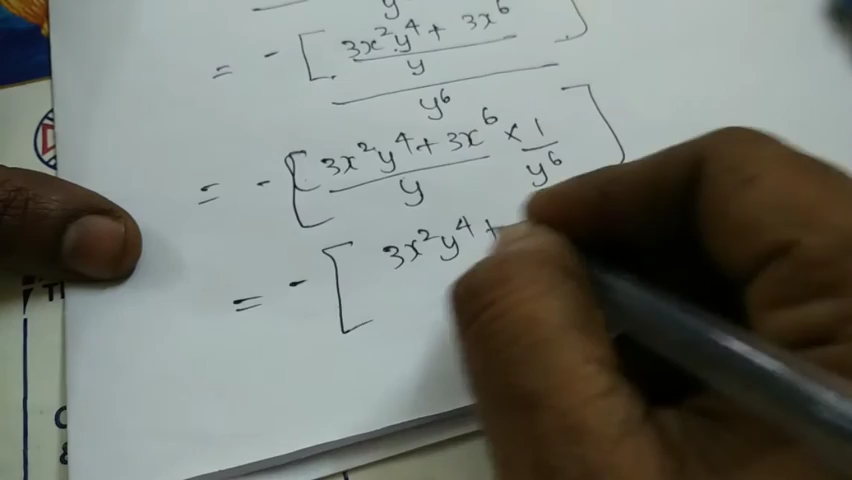 y
= - [ 3x²y⁴ + 3x⁶ ]
y
y⁶
= - [ 3x²y⁴ + 3x⁶ × 1 ]
y y⁶
= - [ 3x²y⁴ +